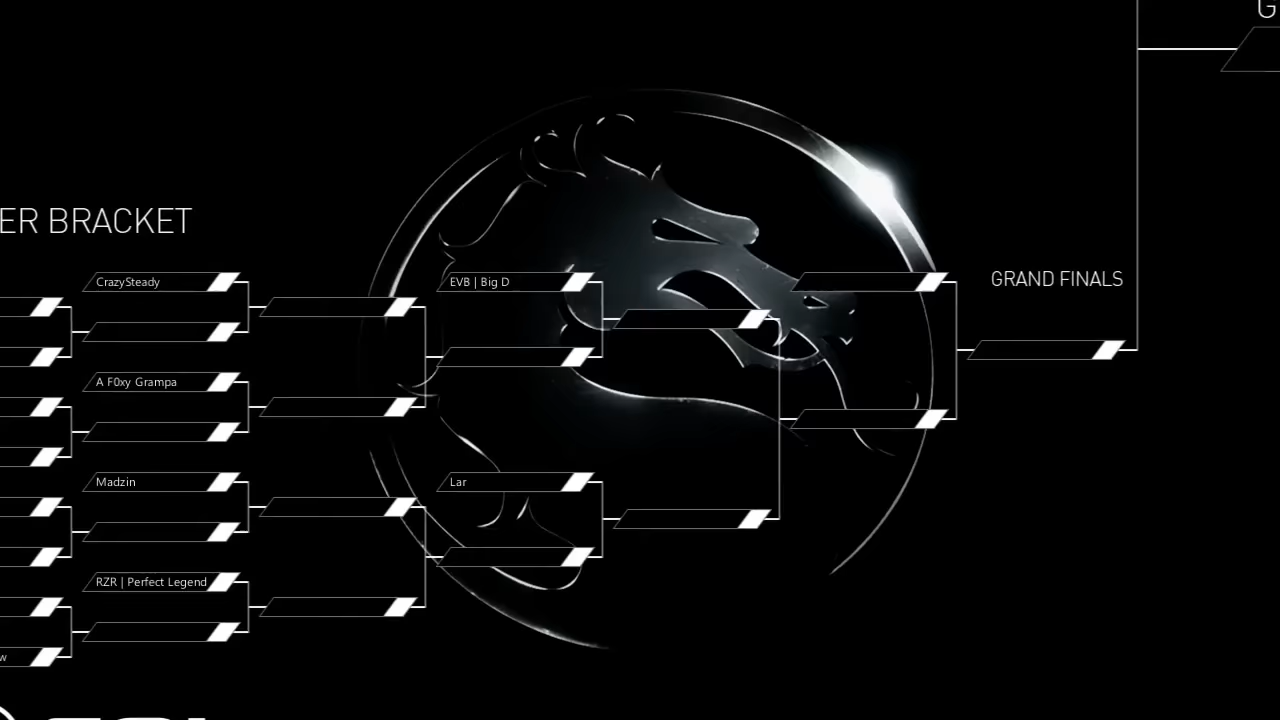 G
ER BRACKET
CrazySteady
EVB | Big D
GRAND FINALS
A F0xy Grampa
Madzin
Lar
RZR | Perfect Legend
w